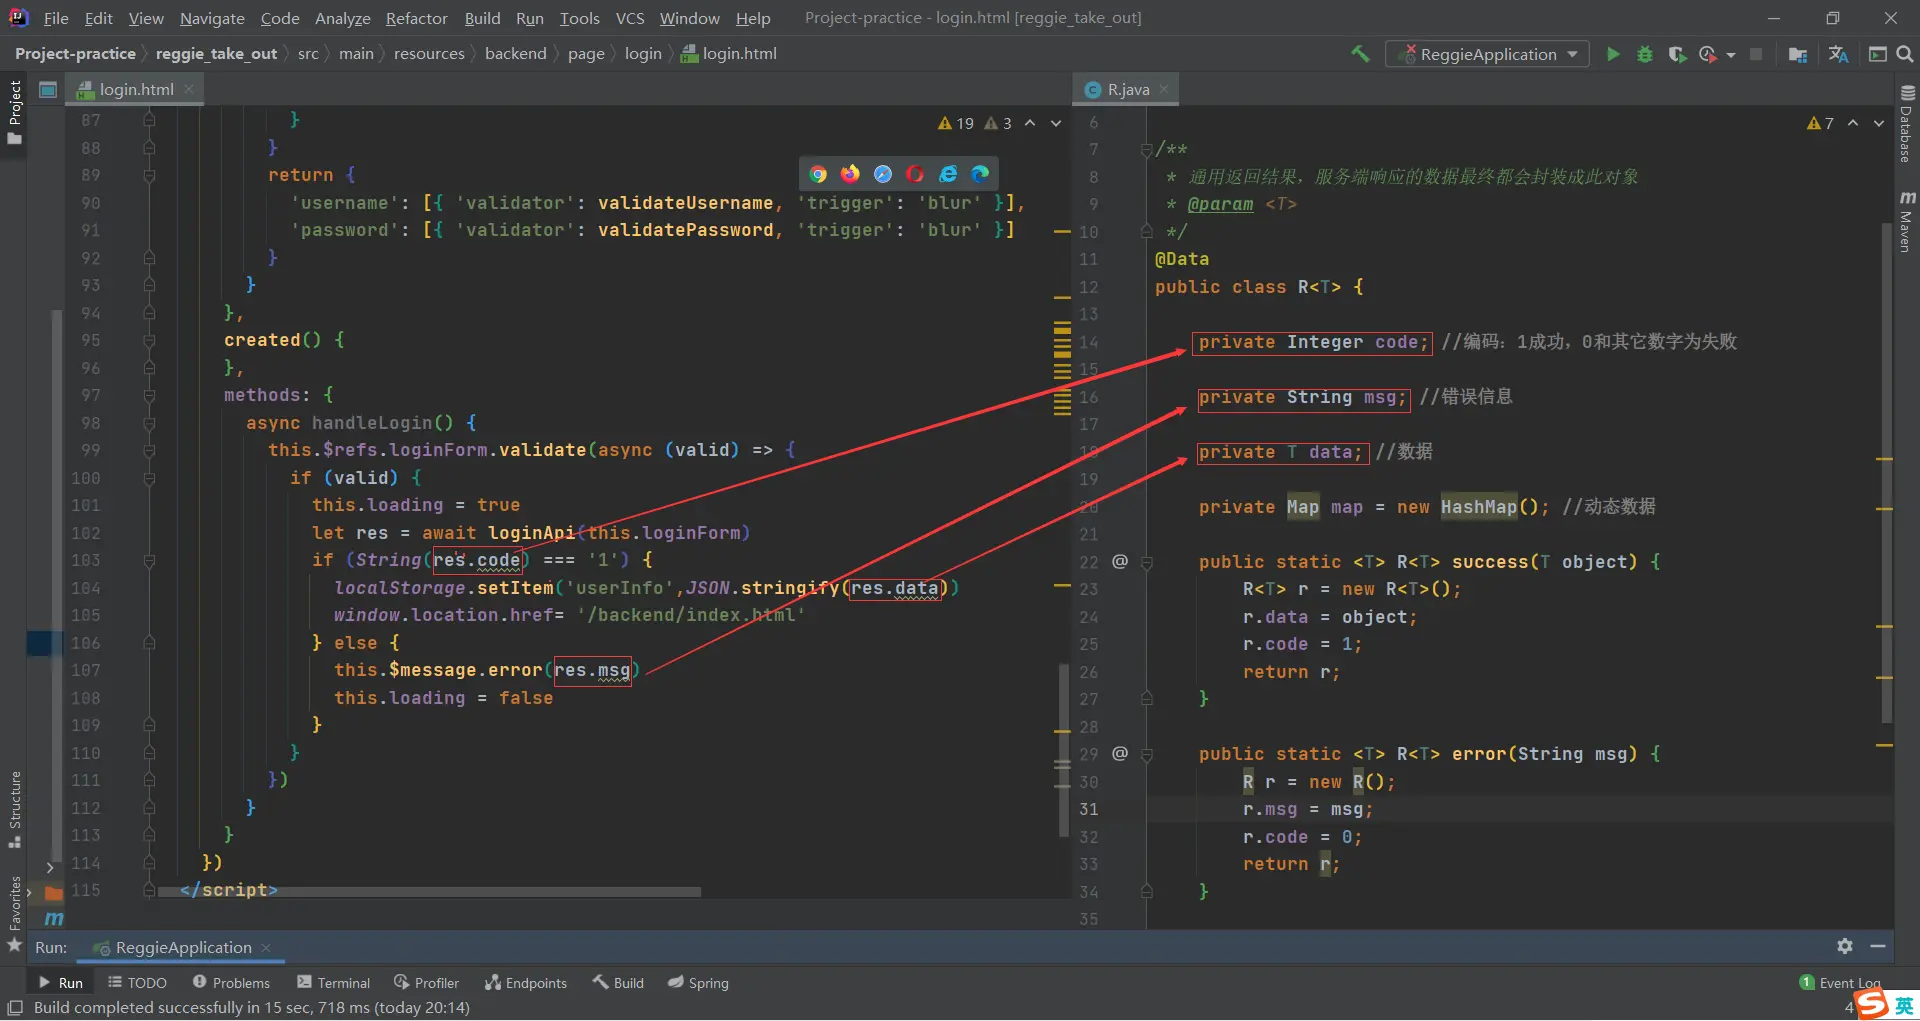 File Edit View Navigate Code Analyze Refactor Build Run Tools VCS Window Help Project-practice - login.html [reggie_take_out]
Project-practice reggie_take_out src main resources backend page login login.html ReggieApplication
Project
login.html
19 3
87 }
88 }
89 return {
90 'username': [{ 'validator': validateUsername, 'trigger': 'blur' }],
91 'password': [{ 'validator': validatePassword, 'trigger': 'blur' }]
92 }
93 }
94 },
95 created() {
96 },
97 methods: {
98 async handleLogin() {
99 this.$refs.loginForm.validate(async (valid) => {
100 if (valid) {
101 this.loading = true
102 let res = await loginApi(this.loginForm)
103 if (String(res.code) === '1') {
104 localStorage.setItem('userInfo',JSON.stringify(res.data))
105 window.location.href= '/backend/index.html'
106 } else {
107 this.$message.error(res.msg)
108 this.loading = false
109 }
110 }
111 })
112 }
113 }
114 })
115 </script>
R.java
7
6
7 /**
8 * 通用返回结果，服务端响应的数据最终都会封装成此对象
9 * @param <T>
10 */
11 @Data
12 public class R<T> {
13
14 private Integer code; //编码：1成功，0和其它数字为失败
15
16 private String msg; //错误信息
17
18 private T data; //数据
19
20 private Map map = new HashMap(); //动态数据
21
22 @ public static <T> R<T> success(T object) {
23 R<T> r = new R<T>();
24 r.data = object;
25 r.code = 1;
26 return r;
27 }
28
29 @ public static <T> R<T> error(String msg) {
30 R r = new R();
31 r.msg = msg;
32 r.code = 0;
33 return r;
34 }
35
Database
m Maven
Structure
Favorites
m
Run: ReggieApplication
Run TODO Problems Terminal Profiler Endpoints Build Spring 1 Event Log
Build completed successfully in 15 sec, 718 ms (today 20:14) 4
S 英